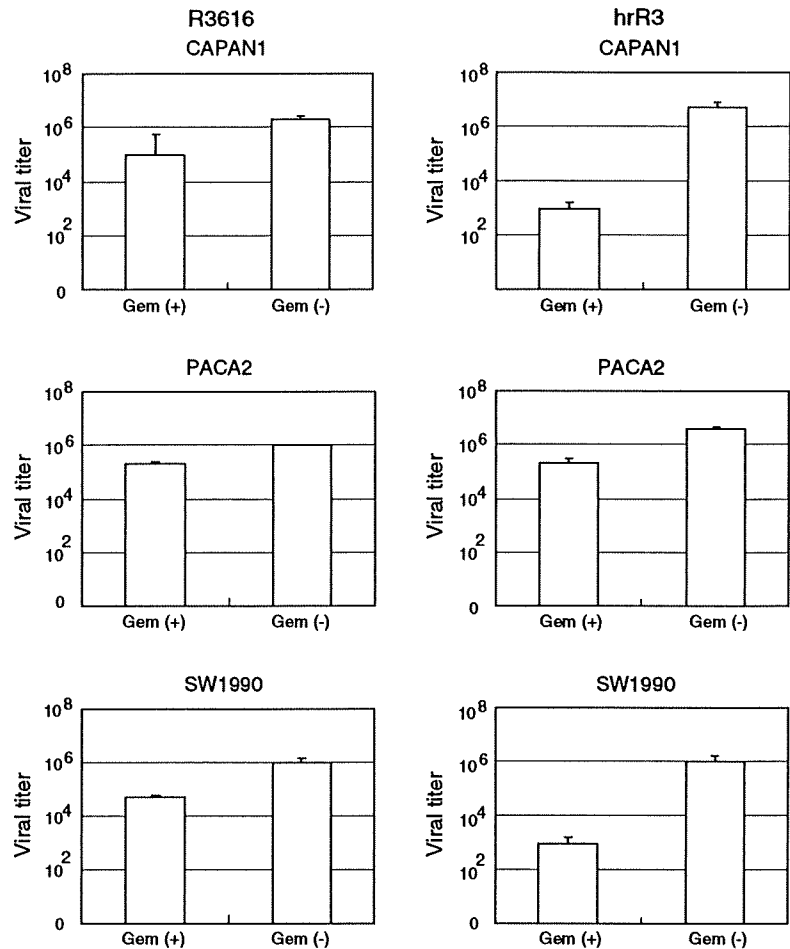 R3616
CAPAN1
Viral titer
10^8
10^6
10^4
10^2
0
Gem (+) Gem (-)
hrR3
CAPAN1
Viral titer
10^8
10^6
10^4
10^2
0
Gem (+) Gem (-)
PACA2
Viral titer
10^8
10^6
10^4
10^2
0
Gem (+) Gem (-)
PACA2
Viral titer
10^8
10^6
10^4
10^2
0
Gem (+) Gem (-)
SW1990
Viral titer
10^8
10^6
10^4
10^2
0
Gem (+) Gem (-)
SW1990
Viral titer
10^8
10^6
10^4
10^2
0
Gem (+) Gem (-)